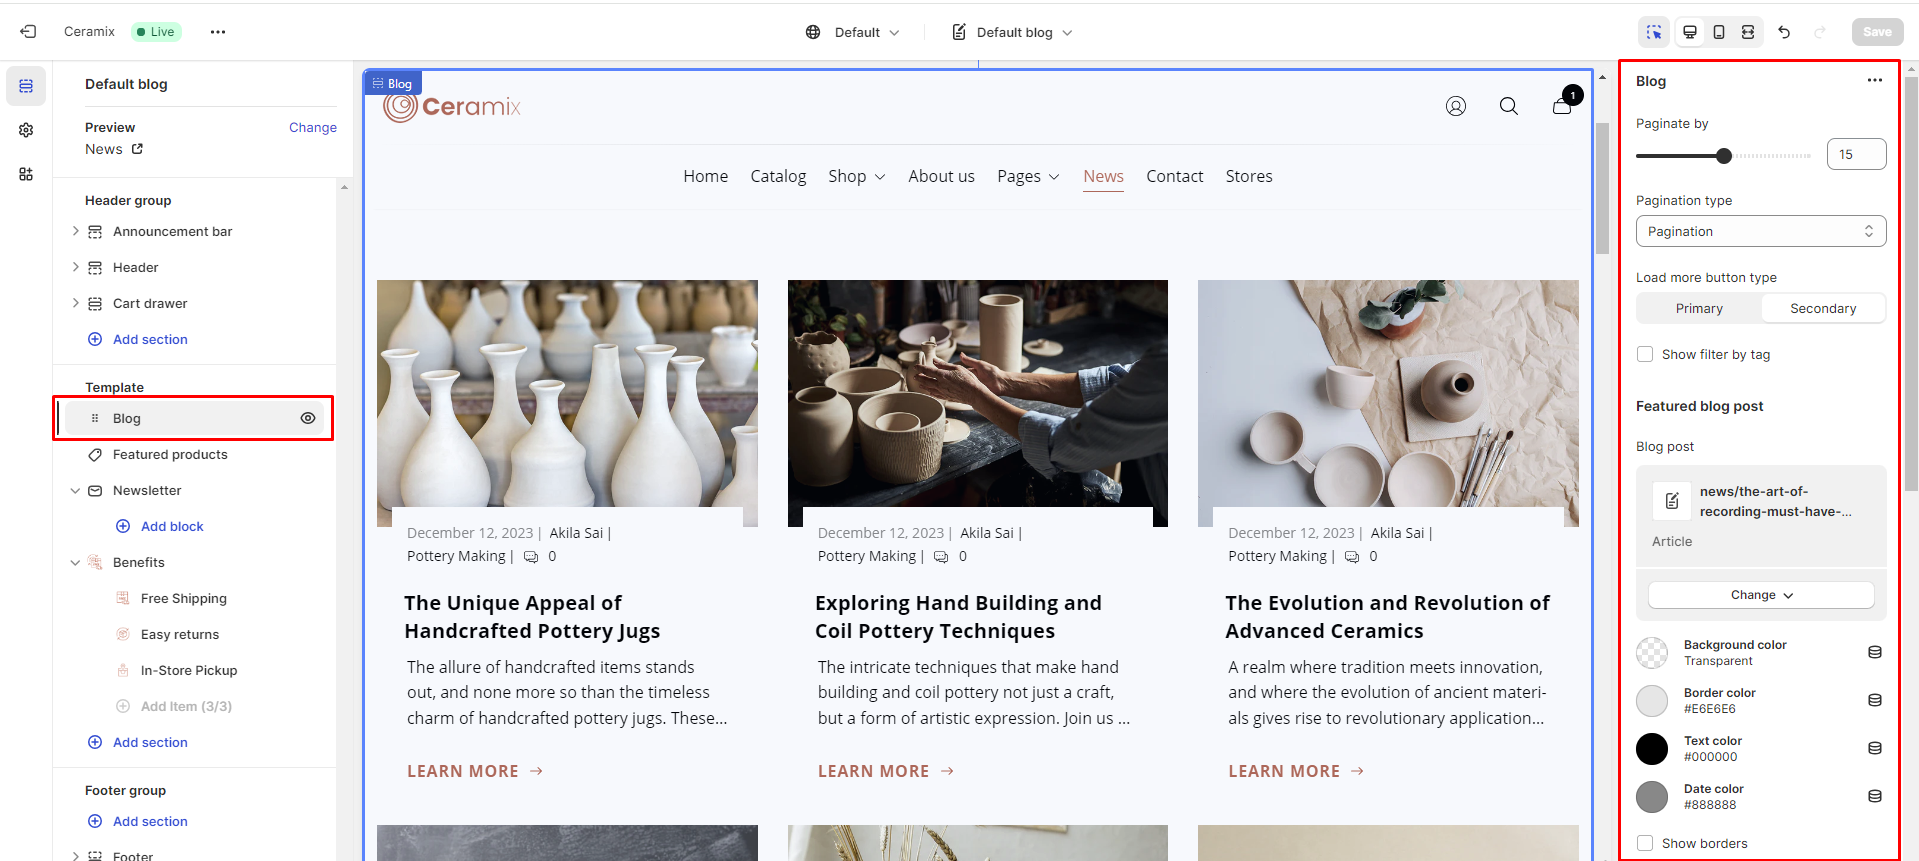 Ceramix
Live
Default
Default blog
Save
Default blog
Preview
Change
News
Header group
Announcement bar
Header
Cart drawer
Add section
Template
Blog
Featured products
Newsletter
Add block
Benefits
Free Shipping
Easy returns
In-Store Pickup
Add Item (3/3)
Add section
Footer group
Add section
Footer
Blog
Ceramix
1
Home
Catalog
Shop
About us
Pages
News
Contact
Stores
December 12, 2023 | Akila Sai |
Pottery Making | 0
The Unique Appeal of
Handcrafted Pottery Jugs
The allure of handcrafted items stands
out, and none more so than the timeless
charm of handcrafted pottery jugs. These...
LEARN MORE →
December 12, 2023 | Akila Sai |
Pottery Making | 0
Exploring Hand Building and
Coil Pottery Techniques
The intricate techniques that make hand
building and coil pottery not just a craft,
but a form of artistic expression. Join us ...
LEARN MORE →
December 12, 2023 | Akila Sai |
Pottery Making | 0
The Evolution and Revolution of
Advanced Ceramics
A realm where tradition meets innovation,
and where the evolution of ancient materi-
als gives rise to revolutionary application...
LEARN MORE →
Blog
Paginate by
15
Pagination type
Pagination
Load more button type
Primary
Secondary
Show filter by tag
Featured blog post
Blog post
news/the-art-of-
recording-must-have-...
Article
Change
Background color
Transparent
Border color
#E6E6E6
Text color
#000000
Date color
#888888
Show borders